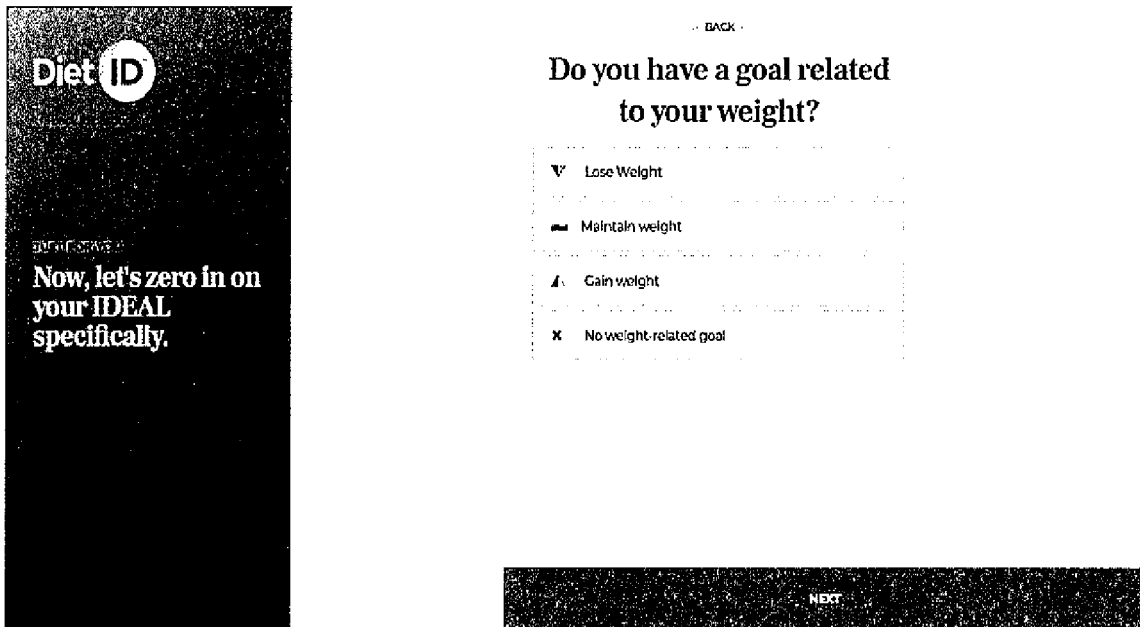 Diet ID
Now, let's zero in on
your IDEAL
specifically.
BACK
Do you have a goal related
to your weight?
Lose Weight
Maintain weight
Gain weight
No weight-related goal
NEXT